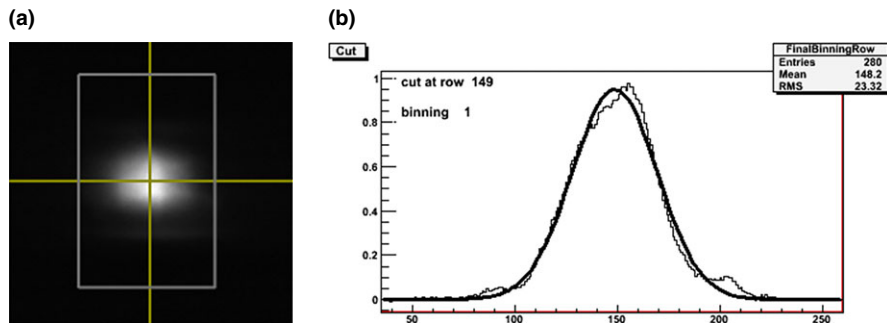 (a)
(b)
Cut
FinalBinningRow
Entries 280
Mean 148.2
RMS 23.32
cut at row 149
binning 1
1
0.8
0.6
0.4
0.2
0
50 100 150 200 250